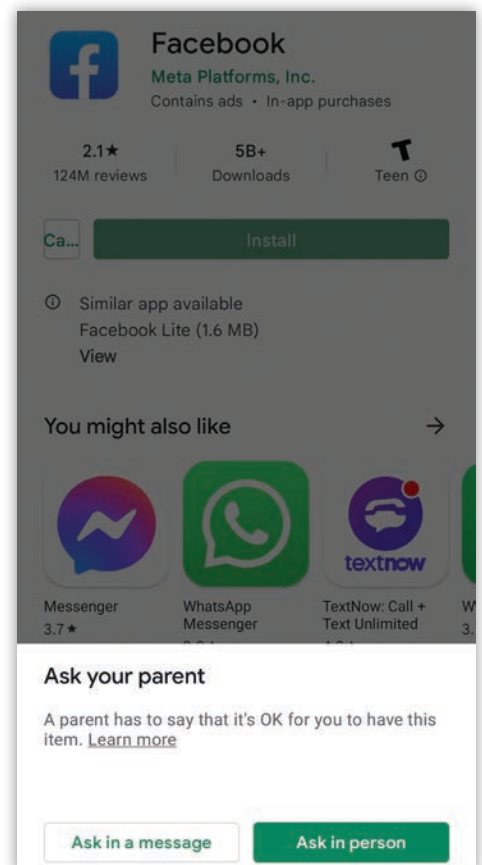 Facebook
Meta Platforms, Inc.
Contains ads • In-app purchases
2.1★ 5B+ T
124M reviews Downloads Teen ⓘ
Ca... Install
ⓘ Similar app available
Facebook Lite (1.6 MB)
View
You might also like →
textnow
Messenger WhatsApp TextNow: Call + W
3.7★ Messenger Text Unlimited 3.
Ask your parent
A parent has to say that it's OK for you to have this
item. Learn more
Ask in a message Ask in person